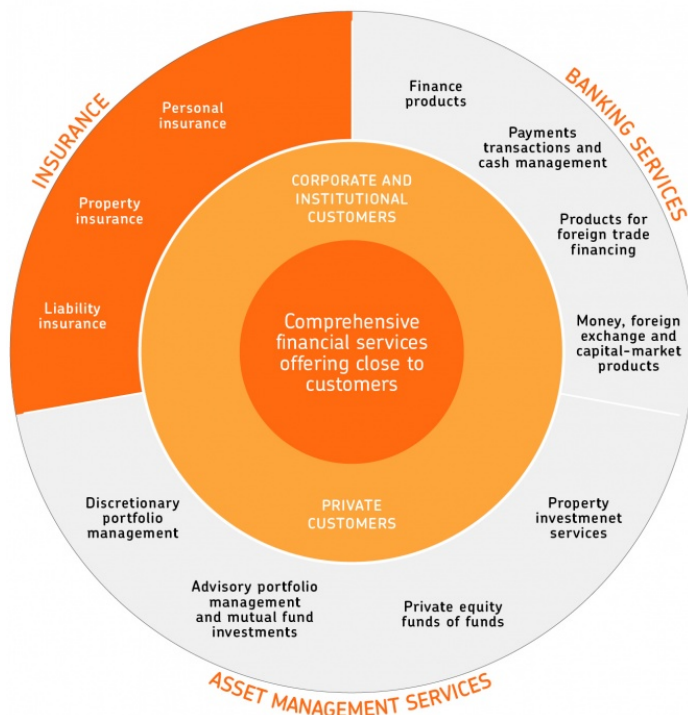 INSURANCE
Personal
insurance
Property
insurance
Liability
insurance
BANKING SERVICES
Finance
products
Payments
transactions and
cash management
Products for
foreign trade
financing
Money, foreign
exchange and
capital-market
products
CORPORATE AND
INSTITUTIONAL
CUSTOMERS
Comprehensive
financial services
offering close to
customers
PRIVATE
CUSTOMERS
Discretionary
portfolio
management
Advisory portfolio
management
and mutual fund
investments
Private equity
funds of funds
Property
investmenet
services
ASSET MANAGEMENT SERVICES